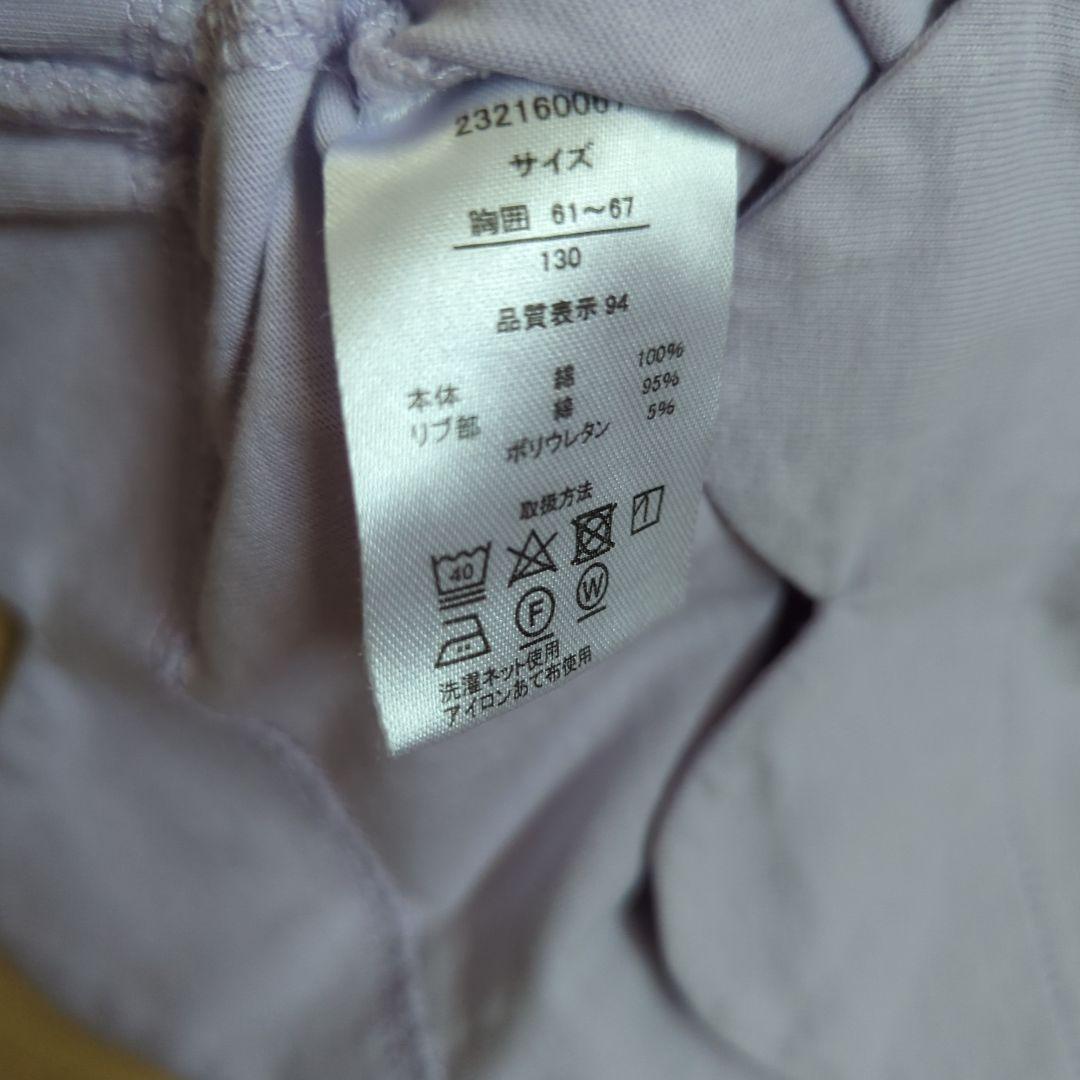 232160067
サイズ
胸囲 61～67
130
品質表示 94
本体 綿 100%
リブ部 綿 95%
ポリウレタン 5%
取扱方法
40
F W
洗濯ネット使用
アイロンあて布使用